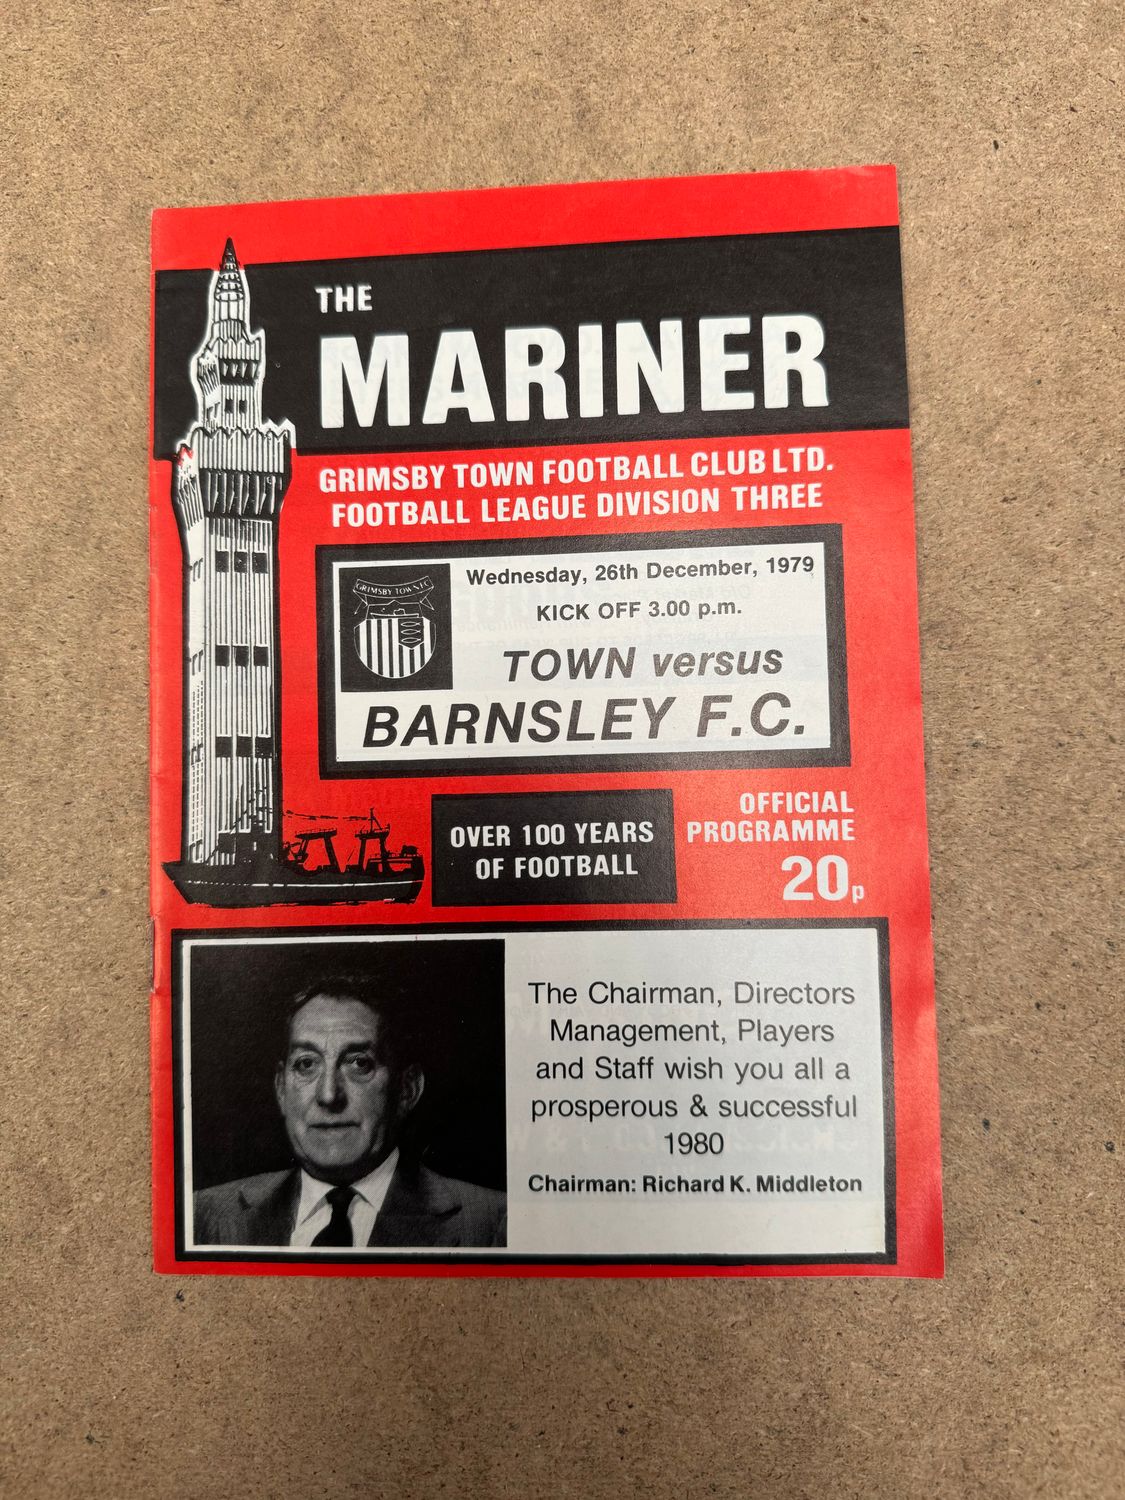 THE
MARINER
GRIMSBY TOWN FOOTBALL CLUB LTD.
FOOTBALL LEAGUE DIVISION THREE
GRIMSBY TOWN F.C.
Wednesday, 26th December, 1979
KICK OFF 3.00 p.m.
TOWN versus
BARNSLEY F.C.
OVER 100 YEARS
OF FOOTBALL
OFFICIAL
PROGRAMME
20p
The Chairman, Directors
Management, Players
and Staff wish you all a
prosperous & successful
1980
Chairman: Richard K. Middleton